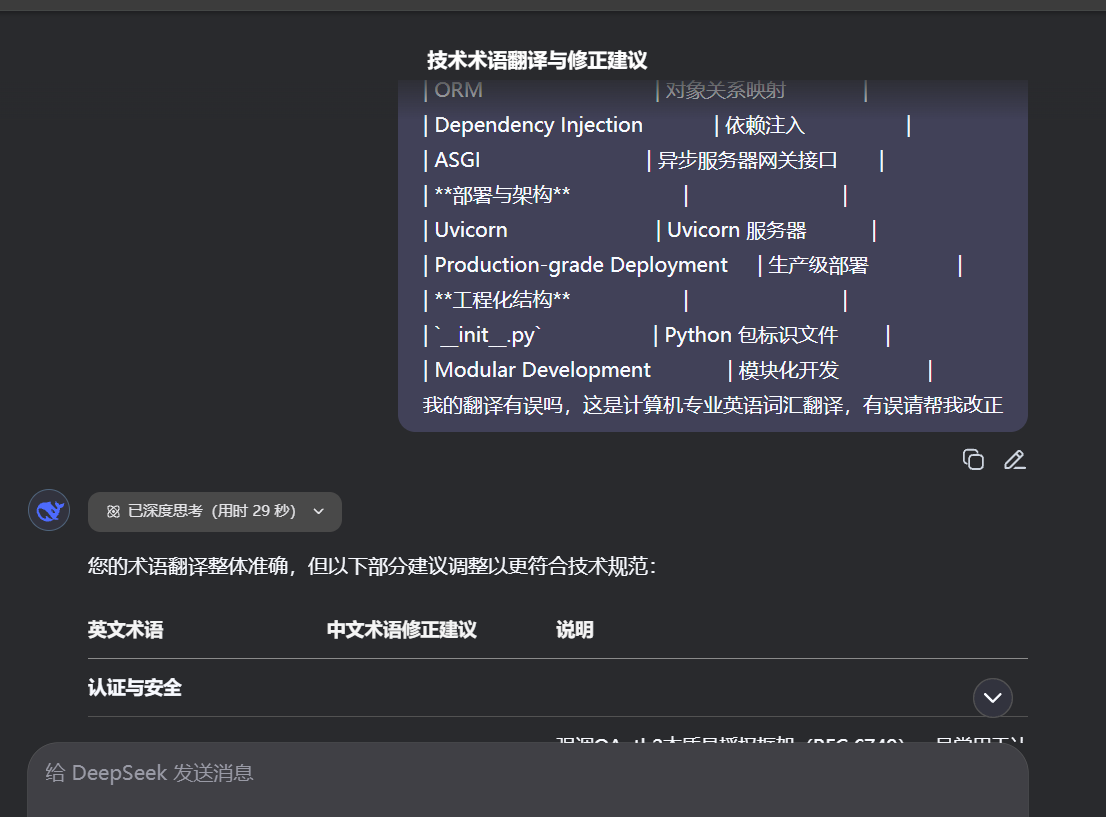 技术术语翻译与修正建议
| ORM | 对象关系映射 |
| Dependency Injection | 依赖注入 |
| ASGI | 异步服务器网关接口 |
| **部署与架构** | |
| Uvicorn | Uvicorn 服务器 |
| Production-grade Deployment | 生产级部署 |
| **工程化结构** | |
| `__init__.py` | Python 包标识文件 |
| Modular Development | 模块化开发 |
我的翻译有误吗，这是计算机专业英语词汇翻译，有误请帮我改正
已深度思考（用时 29 秒）
您的术语翻译整体准确，但以下部分建议调整以更符合技术规范：
英文术语 中文术语修正建议 说明
认证与安全
给 DeepSeek 发送消息